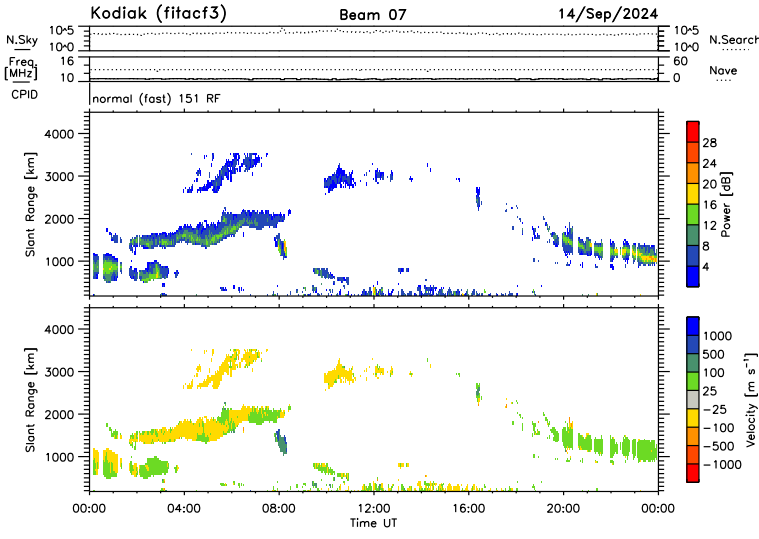 Kodiak (fitacf3) Beam 07 14/Sep/2024
N.Sky 10^5 10^0 10^5 10^0 N.Search
Freq. [MHz] 16 10 60 0 Nave
CPID normal (fast) 151 RF
Slant Range [km] 4000 3000 2000 1000
Power [dB] 28 24 20 16 12 8 4
Slant Range [km] 4000 3000 2000 1000
Velocity [m s⁻¹] 1000 500 100 25 −25 −100 −500 −1000
00:00 04:00 08:00 12:00 16:00 20:00 00:00
Time UT